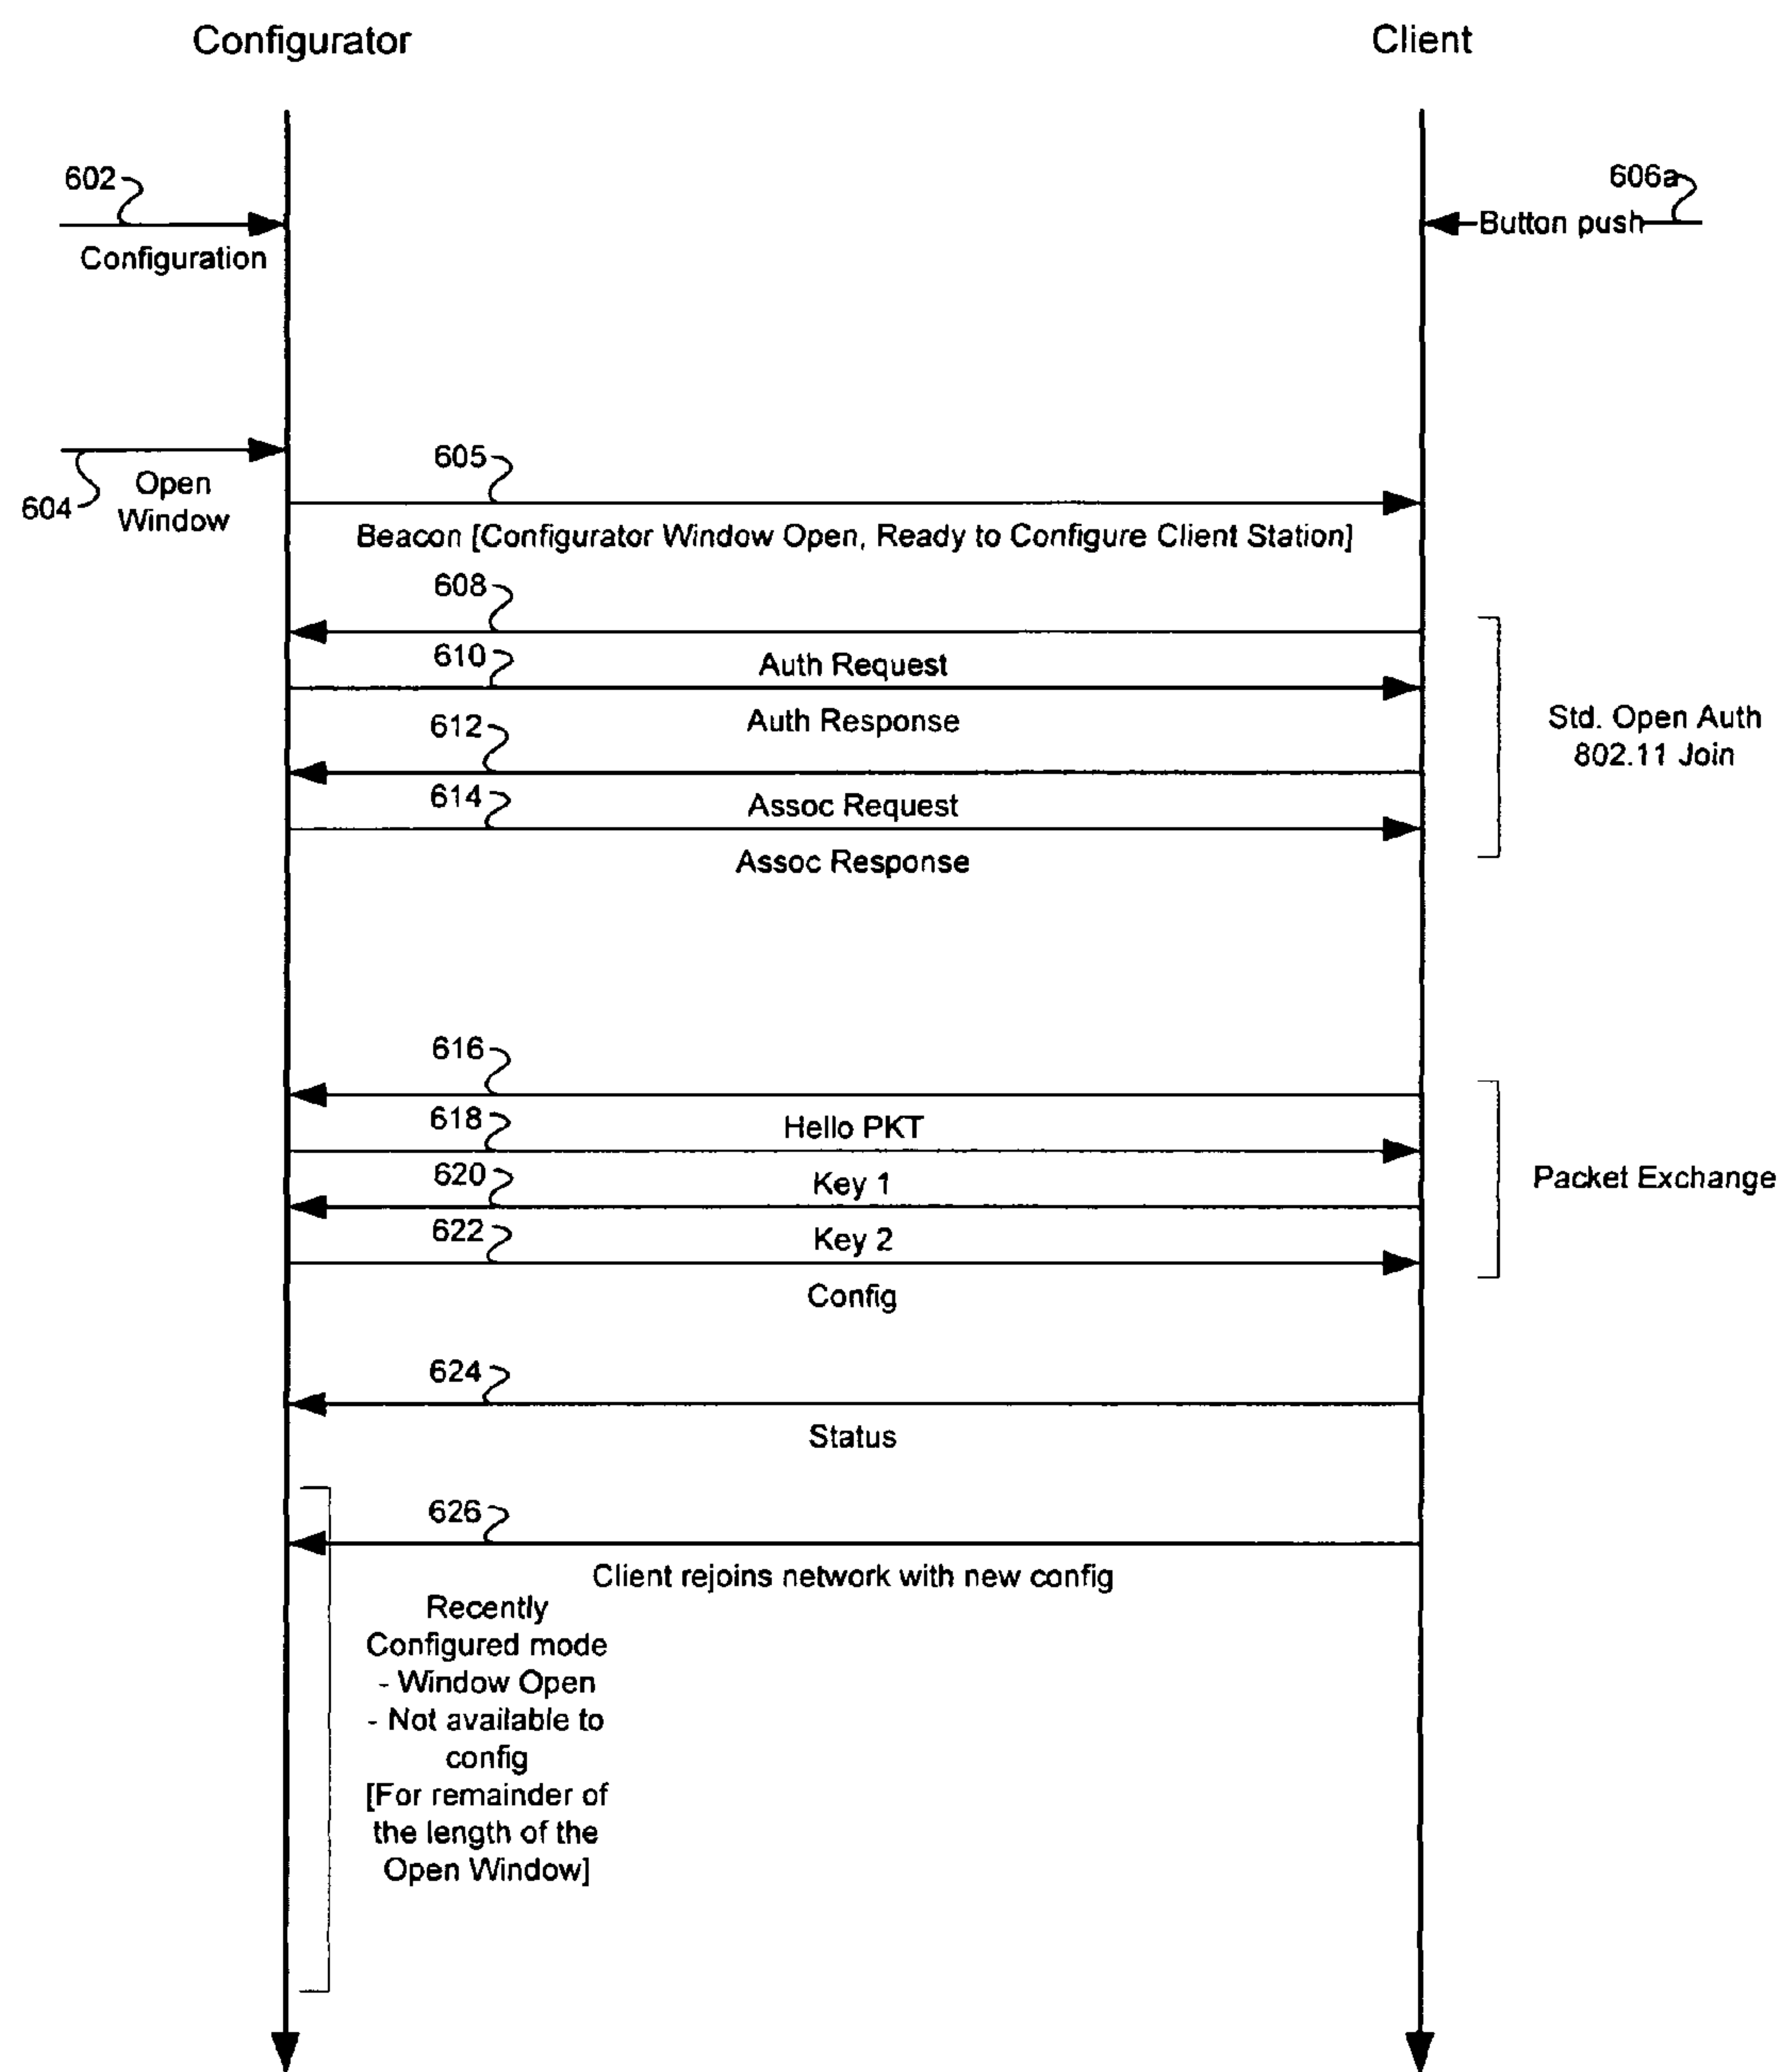 Configurator
Client
602
606a
Button push
Configuration
604
Open
Window
605
Beacon [Configurator Window Open, Ready to Configure Client Station]
608
Auth Request
610
Auth Response
612
Assoc Request
614
Assoc Response
Std. Open Auth
802.11 Join
616
Hello PKT
618
Key 1
620
Key 2
622
Config
Packet Exchange
624
Status
626
Client rejoins network with new config
Recently
Configured mode
- Window Open
- Not available to
config
[For remainder of
the length of the
Open Window]